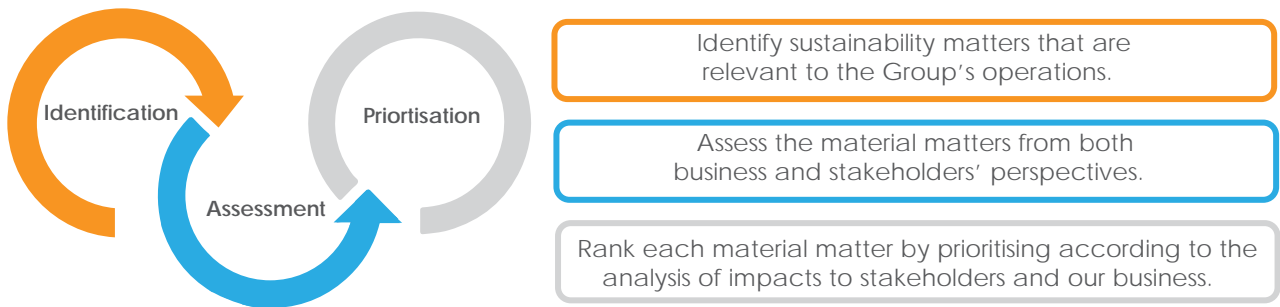 Identification
Assessment
Priortisation
Identify sustainability matters that are
relevant to the Group's operations.
Assess the material matters from both
business and stakeholders' perspectives.
Rank each material matter by prioritising according to the
analysis of impacts to stakeholders and our business.